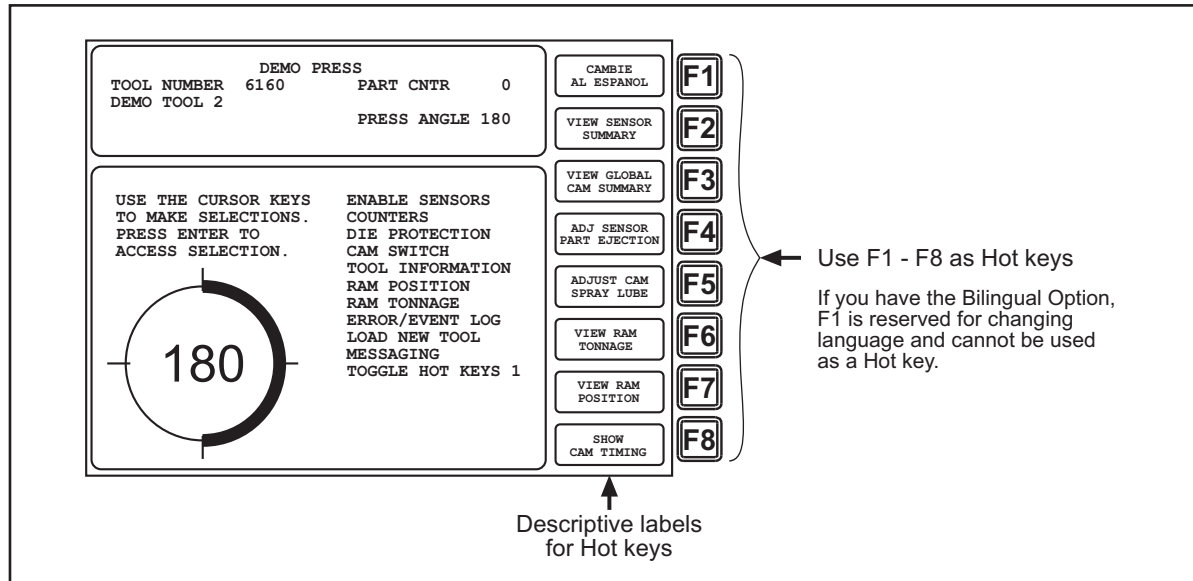 DEMO PRESS
TOOL NUMBER 6160 PART CNTR 0
DEMO TOOL 2
PRESS ANGLE 180
USE THE CURSOR KEYS
TO MAKE SELECTIONS.
PRESS ENTER TO
ACCESS SELECTION.
180
ENABLE SENSORS
COUNTERS
DIE PROTECTION
CAM SWITCH
TOOL INFORMATION
RAM POSITION
RAM TONNAGE
ERROR/EVENT LOG
LOAD NEW TOOL
MESSAGING
TOGGLE HOT KEYS 1
CAMBIE
AL ESPANOL
F1
VIEW SENSOR
SUMMARY
F2
VIEW GLOBAL
CAM SUMMARY
F3
ADJ SENSOR
PART EJECTION
F4
ADJUST CAM
SPRAY LUBE
F5
VIEW RAM
TONNAGE
F6
VIEW RAM
POSITION
F7
SHOW
CAM TIMING
F8
Use F1 - F8 as Hot keys
If you have the Bilingual Option,
F1 is reserved for changing
language and cannot be used
as a Hot key.
Descriptive labels
for Hot keys